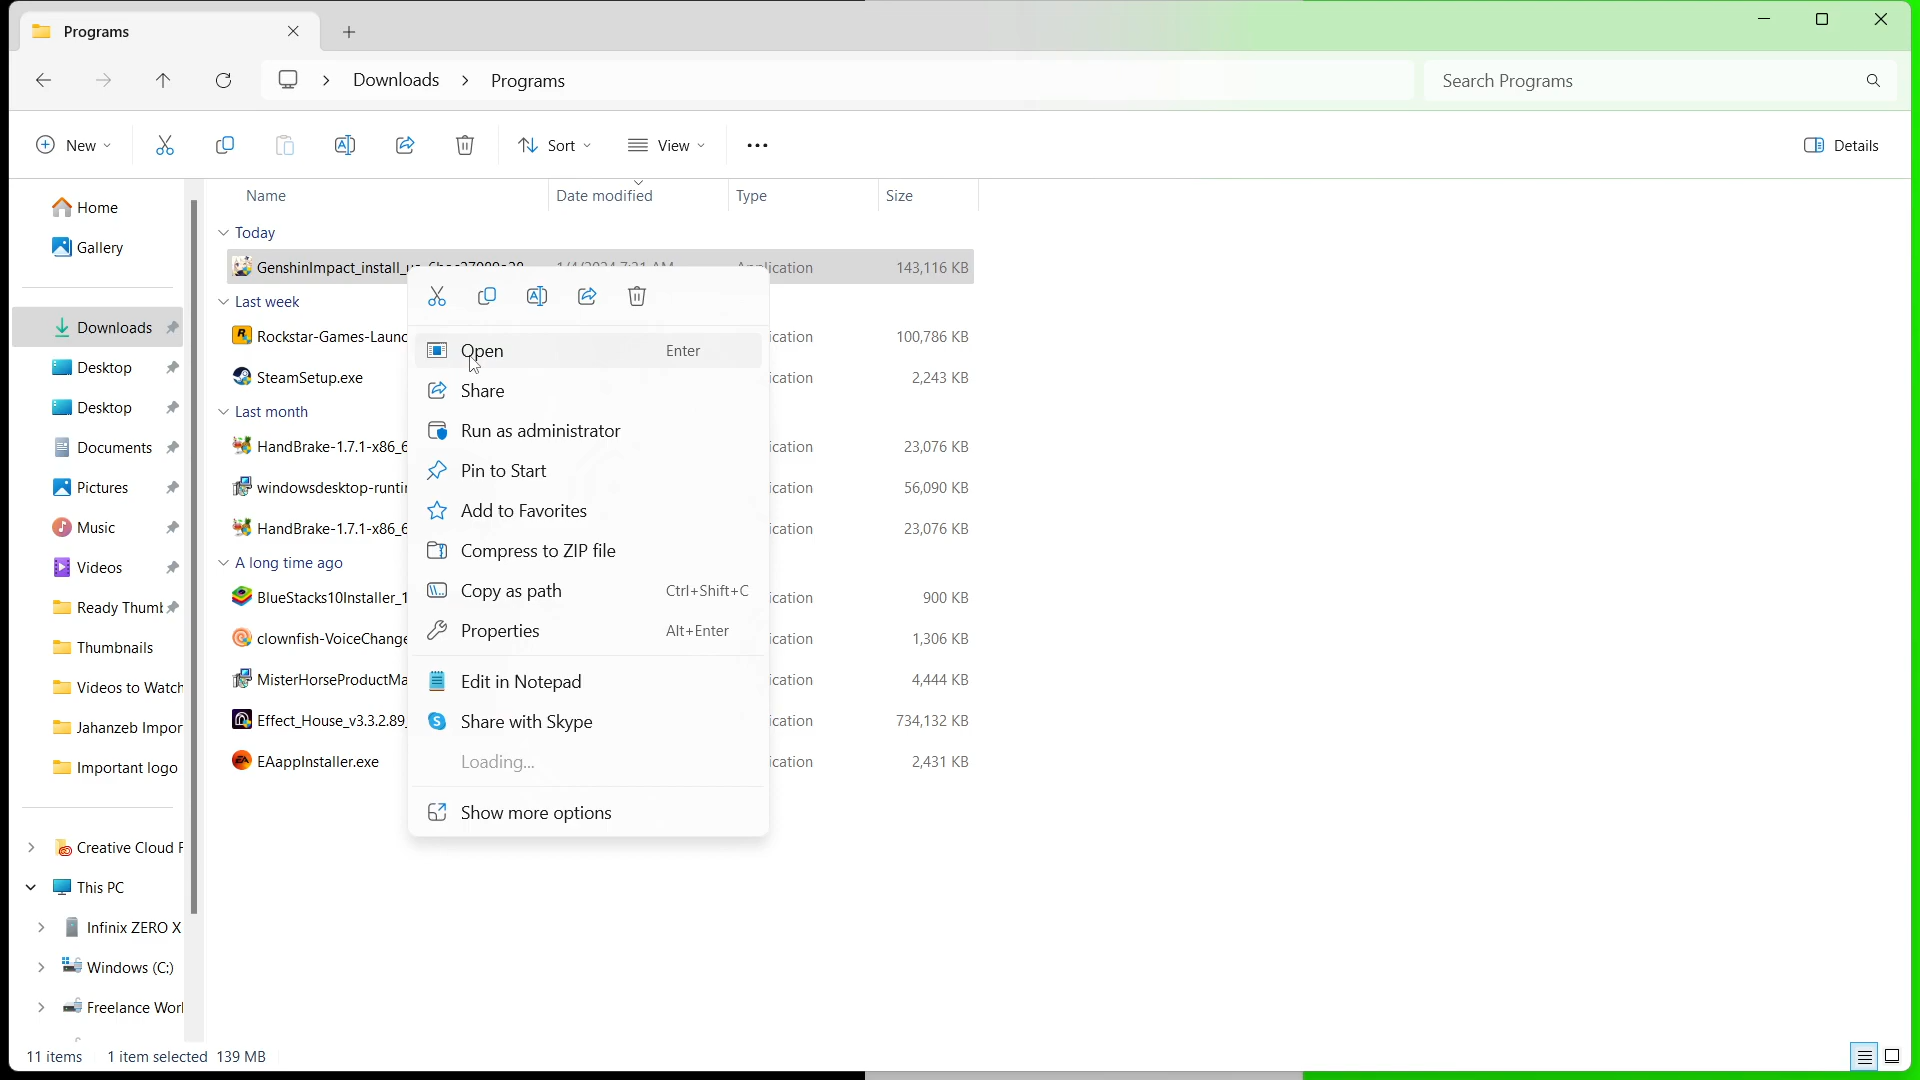 Programs
Downloads > Programs
Search Programs
New
Sort
View
Details
Name
Date modified
Type
Size
Home
Gallery
Downloads
Desktop
Desktop
Documents
Pictures
Music
Videos
Ready Thumb
Thumbnails
Videos to Watch
Jahanzeb Impor
Important logo
Creative Cloud F
This PC
Infinix ZERO X
Windows (C:)
Freelance Worl
Today
GenshinImpact_install_
143,116 KB
Last week
Rockstar-Games-Launc
ication
100,786 KB
SteamSetup.exe
ication
2,243 KB
Last month
HandBrake-1.7.1-x86_6
ication
23,076 KB
windowsdesktop-runtin
ication
56,090 KB
HandBrake-1.7.1-x86_6
ication
23,076 KB
A long time ago
BlueStacks10Installer_1
ication
900 KB
clownfish-VoiceChange
ication
1,306 KB
MisterHorseProductMa
ication
4,444 KB
Effect_House_v3.3.2.89_
ication
734,132 KB
EAappInstaller.exe
ication
2,431 KB
Open Enter
Share
Run as administrator
Pin to Start
Add to Favorites
Compress to ZIP file
Copy as path Ctrl+Shift+C
Properties Alt+Enter
Edit in Notepad
Share with Skype
Loading...
Show more options
11 items
1 item selected 139 MB